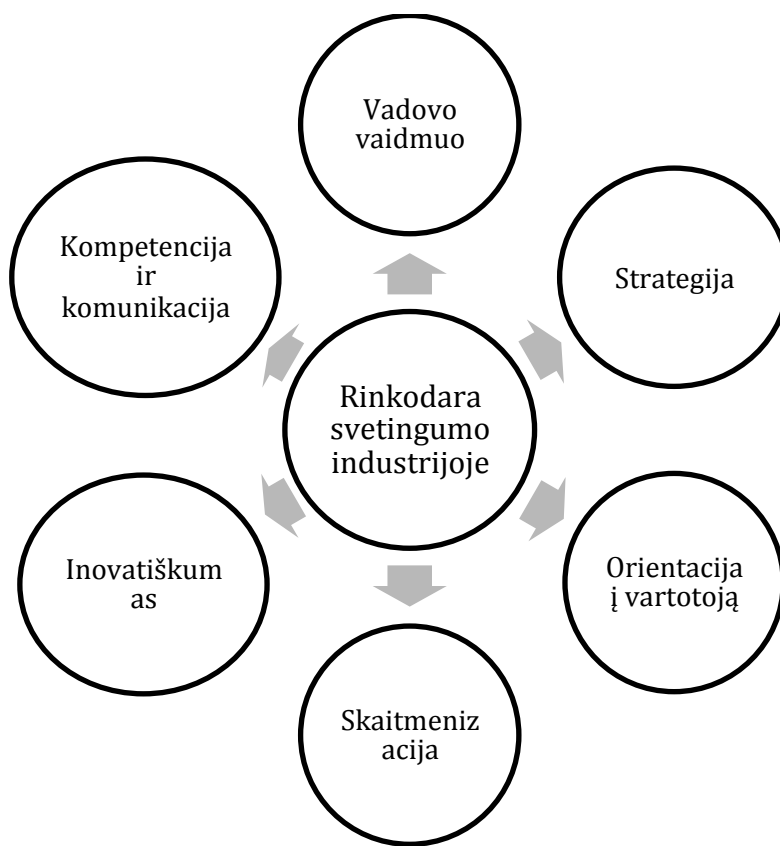 Vadovo
vaidmuo
Kompetencija
ir
komunikacija
Strategija
Rinkodara
svetingumo
industrijoje
Inovatiškum
as
Orientacija
į vartotoją
Skaitmeniz
acija